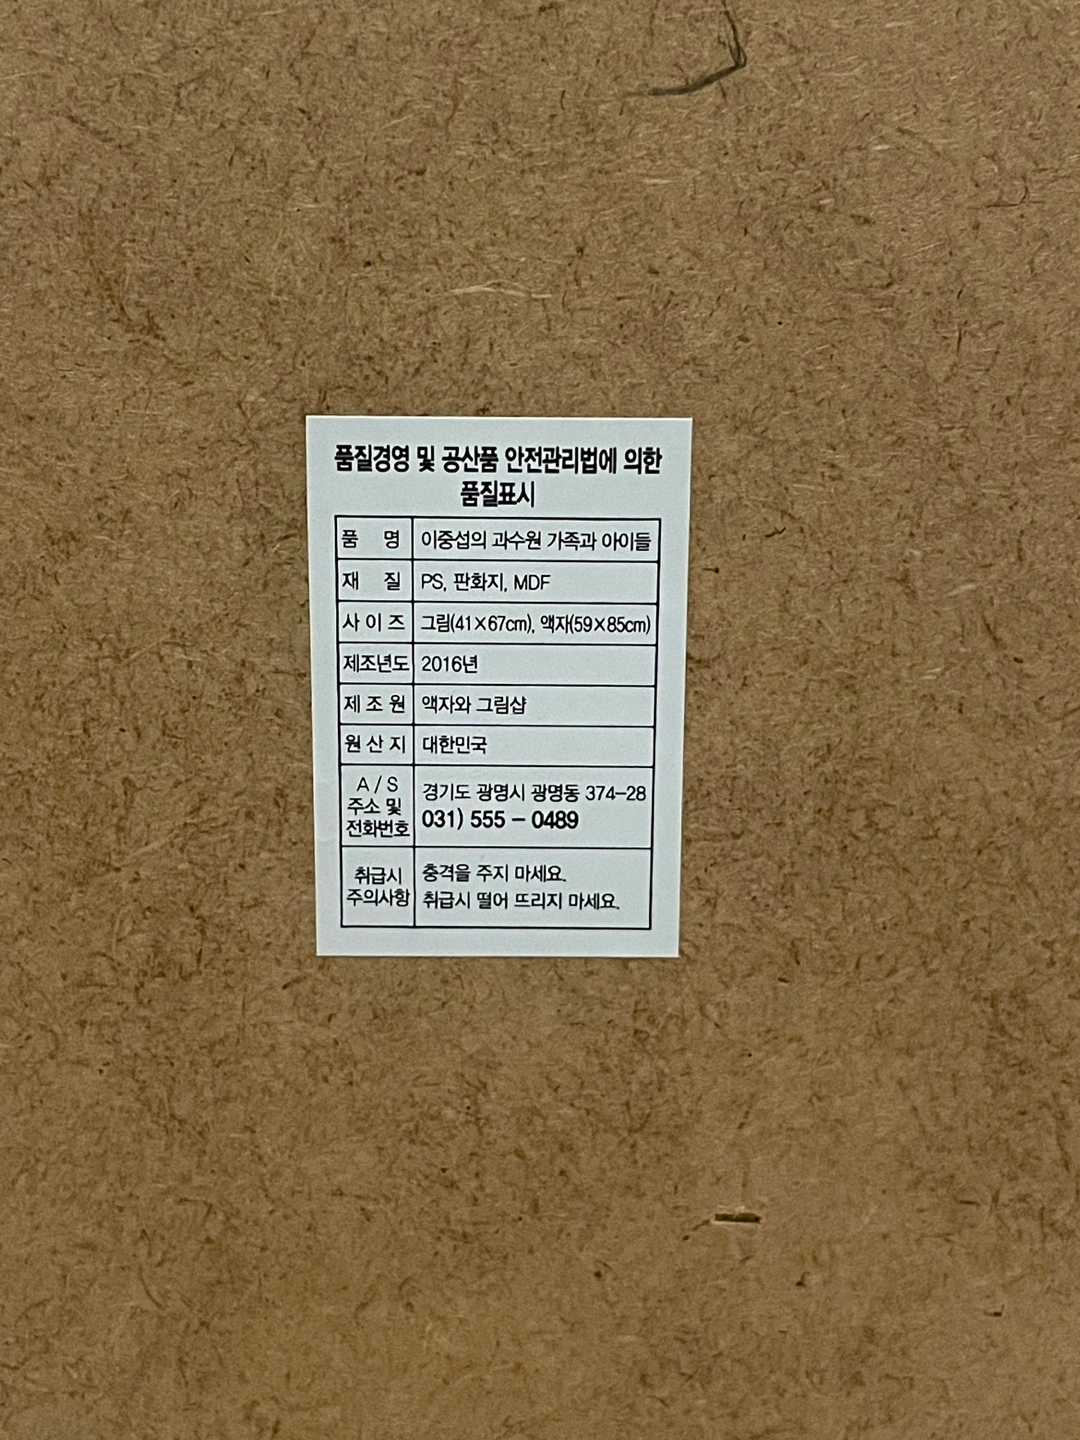 품질경영 및 공산품 안전관리법에 의한
품질표시
품 명 이중섭의 과수원 가족과 아이들
재 질 PS, 판화지, MDF
사 이 즈 그림(41×67cm), 액자(59×85cm)
제조년도 2016년
제 조 원 액자와 그림샵
원 산 지 대한민국
A / S
주소 및
전화번호
경기도 광명시 광명동 374-28
031) 555 - 0489
취급시
주의사항
충격을 주지 마세요.
취급시 떨어 뜨리지 마세요.